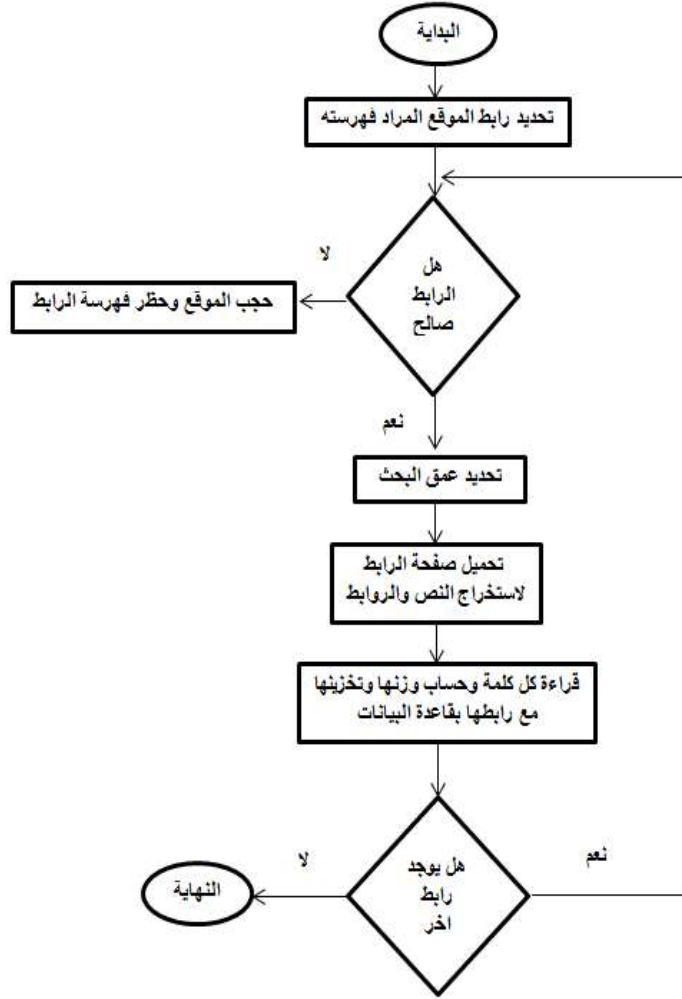 البداية
تحديد رابط الموقع المراد فهرسته
هل
الرابط
صالح
لا
حجب الموقع وحظر فهرسة الرابط
نعم
تحديد عمق البحث
تحميل صفحة الرابط
لاستخراج النص والروابط
قراءة كل كلمة وحساب وزنها وتخزينها
مع رابطها بقاعدة البيانات
هل يوجد
رابط
اخر
نعم
لا
النهاية